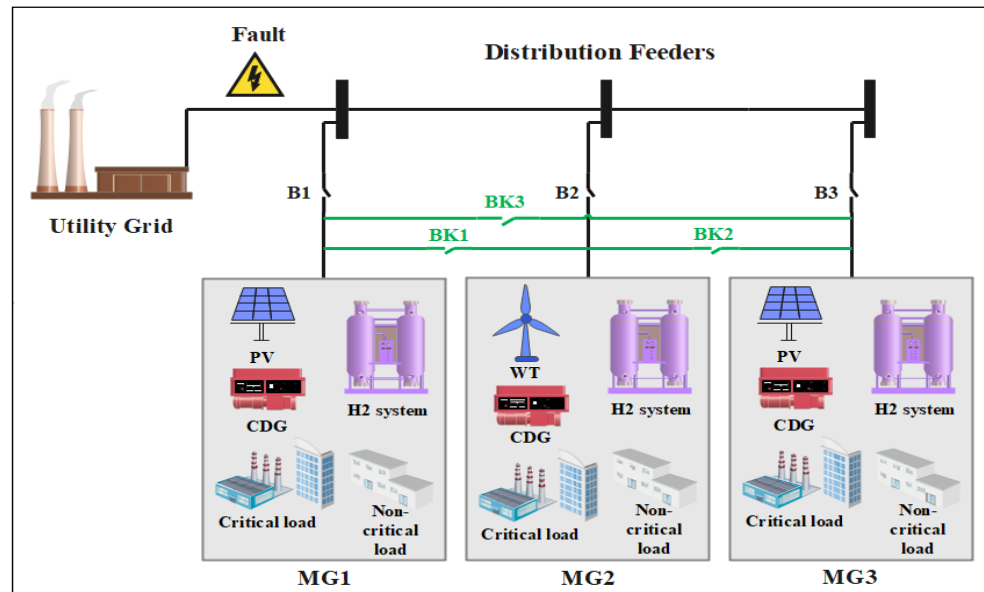 Fault
Distribution Feeders
Utility Grid
B1
B2
B3
BK3
BK1
BK2
PV
CDG
H2 system
Critical load
Non-
critical
load
MG1
WT
CDG
H2 system
Critical load
Non-
critical
load
MG2
PV
CDG
H2 system
Critical load
Non-
critical
load
MG3